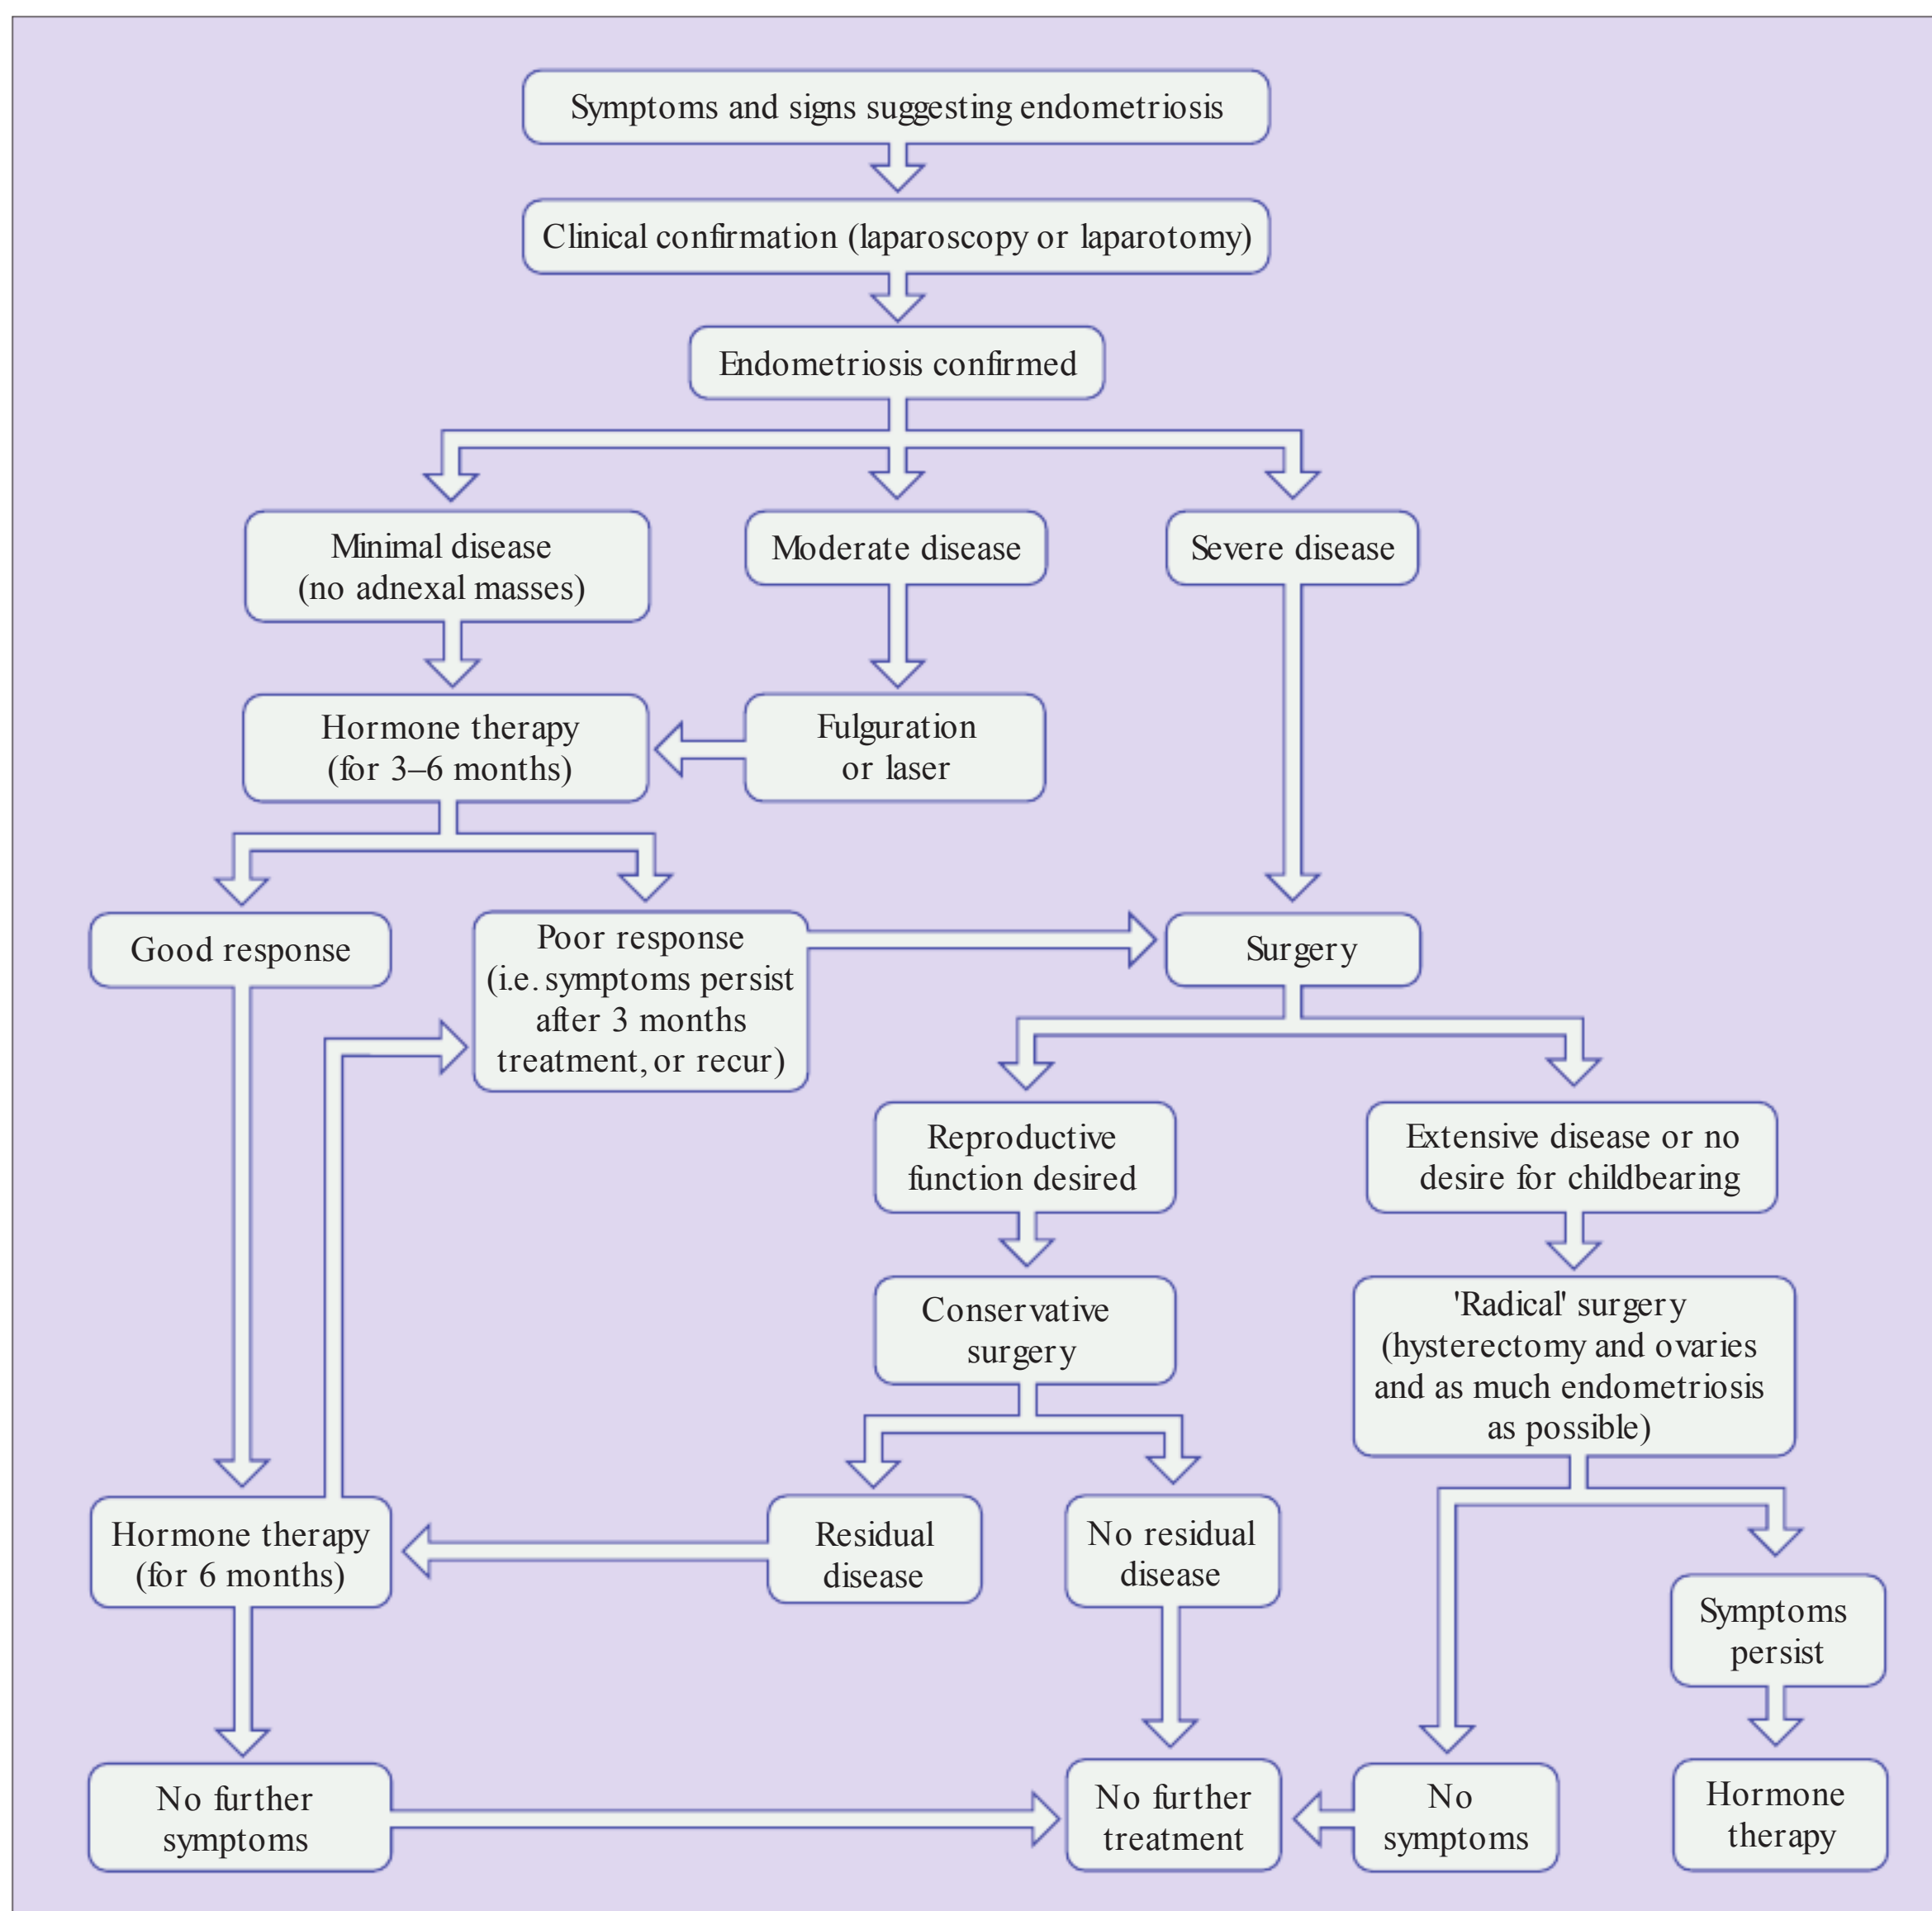 Symptoms and signs suggesting endometriosis
Clinical confirmation (laparoscopy or laparotomy)
Endometriosis confirmed
Minimal disease
(no adnexal masses)
Moderate disease
Severe disease
Hormone therapy
(for 3–6 months)
Fulguration
or laser
Good response
Poor response
(i.e. symptoms persist
after 3 months
treatment, or recur)
Surgery
Reproductive
function desired
Extensive disease or no
desire for childbearing
Conservative
surgery
'Radical' surgery
(hysterectomy and ovaries
and as much endometriosis
as possible)
Hormone therapy
(for 6 months)
Residual
disease
No residual
disease
Symptoms
persist
No further
symptoms
No further
treatment
No
symptoms
Hormone
therapy